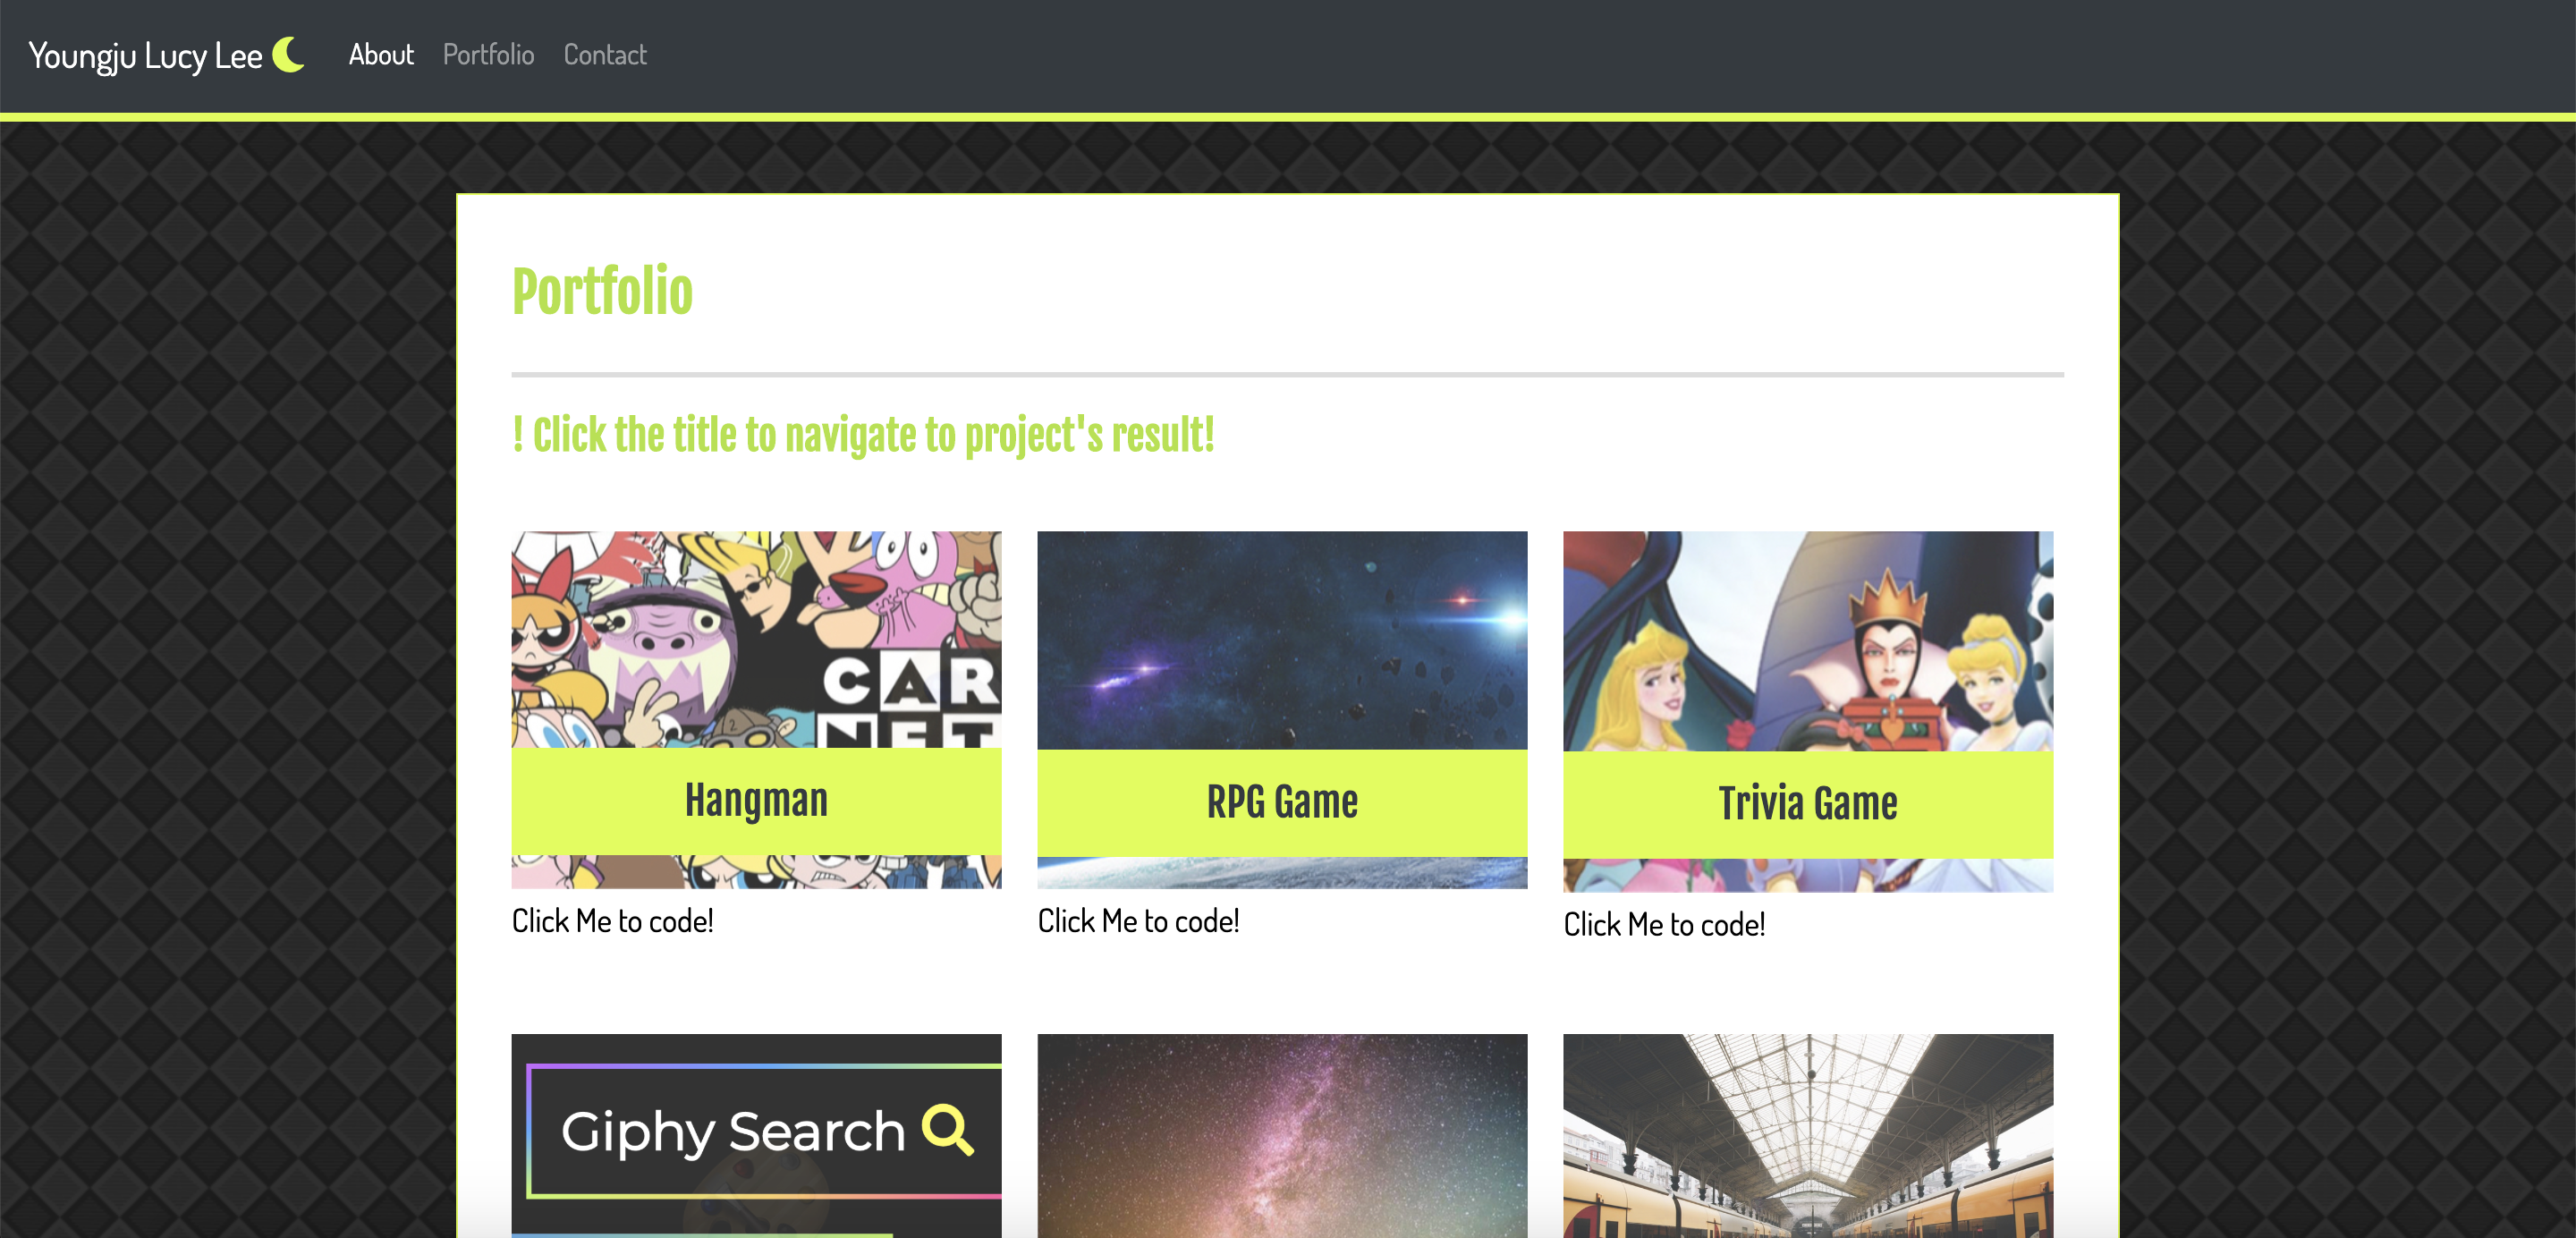 Youngju Lucy Lee About Portfolio Contact
Portfolio
! Click the title to navigate to project's result!
CAR
NET
Hangman
RPG Game
Trivia Game
Click Me to code!
Click Me to code!
Click Me to code!
Giphy Search